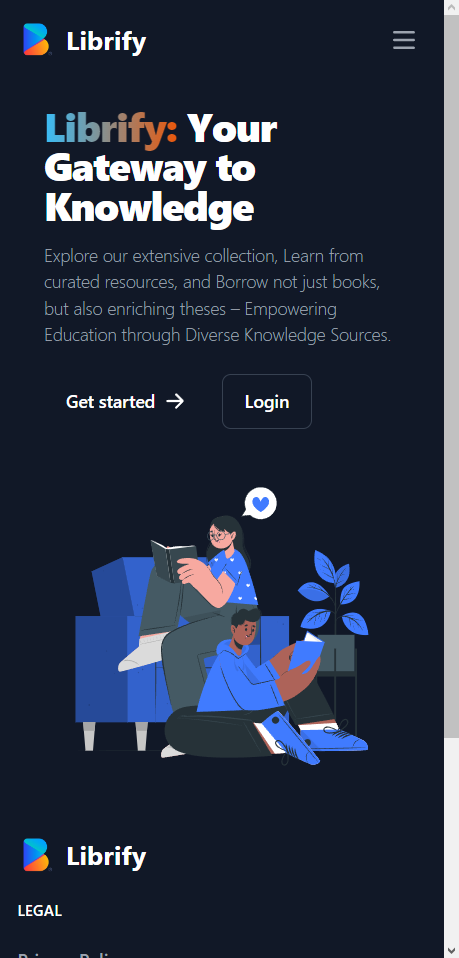 Librify
Librify: Your
Gateway to
Knowledge
Explore our extensive collection, Learn from
curated resources, and Borrow not just books,
but also enriching theses – Empowering
Education through Diverse Knowledge Sources.
Get started → Login
Librify
LEGAL